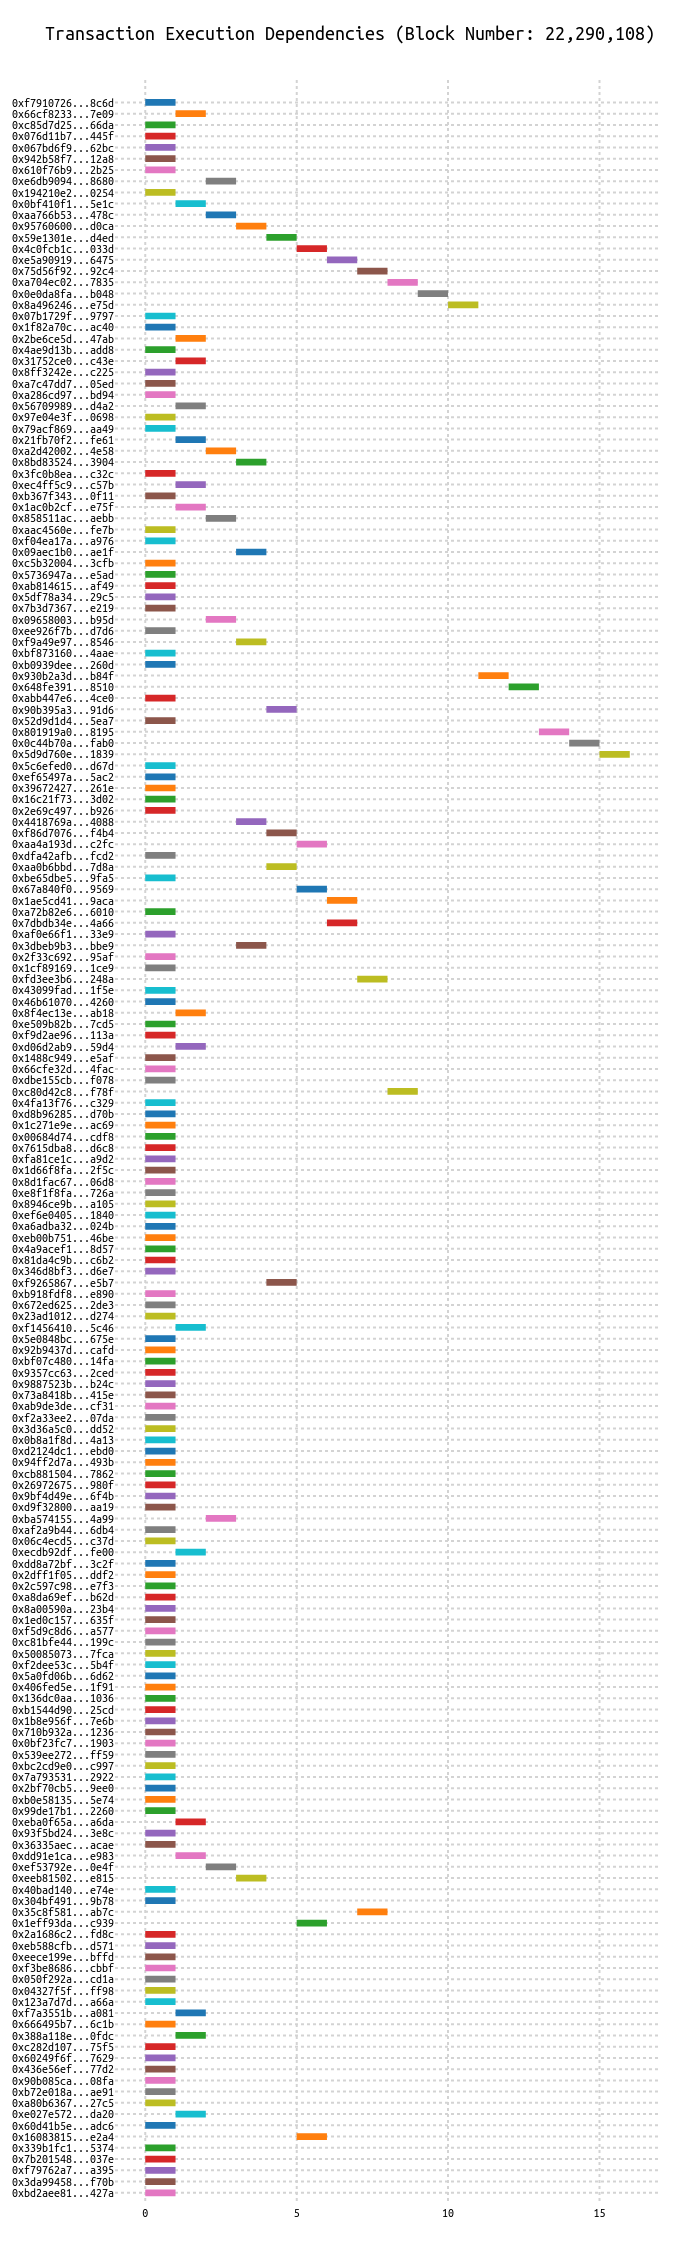 Transaction Execution Dependencies (Block Number: 22,290,108)
0xf7910726...8c6d
0x66cf8233...7e09
0xc85d7d25...66da
0x076d11b7...445f
0x067bd6f9...62bc
0x942b58f7...12a8
0x610f76b9...2b25
0xe6db9094...8680
0x194210e2...0254
0x0bf410f1...5e1c
0xaa766b53...478c
0x95760600...d0ca
0x59e1301e...d4ed
0x4c0fcb1c...033d
0xe5a90919...6475
0x75d56f92...92c4
0xa704ec02...7835
0x0e0da8fa...b048
0x8a496246...e75d
0x07b1729f...9797
0x1f82a70c...ac40
0x2be6ce5d...47ab
0x4ae9d13b...add8
0x31752ce0...c43e
0x8ff3242e...c225
0xa7c47dd7...05ed
0xa286cd97...bd94
0x56709989...d4a2
0x97e04e3f...0698
0x79acf869...aa49
0x21fb70f2...fe61
0xa2d42002...4e58
0x8bd83524...3904
0x3fc0b8ea...c32c
0xec4ff5c9...c57b
0xb367f343...0f11
0x1ac0b2cf...e75f
0x858511ac...aebb
0xaac4560e...fe7b
0xf04ea17a...a976
0x09aec1b0...ae1f
0xc5b32004...3cfb
0x5736947a...e5ad
0xab814615...af49
0x5df78a34...29c5
0x7b3d7367...e219
0x09658003...b95d
0xee926f7b...d7d6
0xf9a49e97...8546
0xbf873160...4aae
0xb0939dee...260d
0x930b2a3d...b84f
0x648fe391...8510
0xabb447e6...4ce0
0x90b395a3...91d6
0x52d9d1d4...5ea7
0x801919a0...8195
0x0c44b70a...fab0
0x5d9d760e...1839
0x5c6efed0...d67d
0xef65497a...5ac2
0x39672427...261e
0x16c21f73...3d02
0x2e69c497...b926
0x4418769a...4088
0xf86d7076...f4b4
0xaa4a193d...c2fc
0xdfa42afb...fcd2
0xaa0b6bbd...7d8a
0xbe65dbe5...9fa5
0x67a840f0...9569
0x1ae5cd41...9aca
0xa72b82e6...6010
0x7dbdb34e...4a66
0xaf0e66f1...33e9
0x3dbeb9b3...bbe9
0x2f33c692...95af
0x1cf89169...1ce9
0xfd3ee3b6...248a
0x43099fad...1f5e
0x46b61070...4260
0x8f4ec13e...ab18
0xe509b82b...7cd5
0xf9d2ae96...113a
0xd06d2ab9...59d4
0x1488c949...e5af
0x66cfe32d...4fac
0xdbe155cb...f078
0xc80d42c8...f78f
0x4fa13f76...c329
0xd8b96285...d70b
0x1c271e9e...ac69
0x00684d74...cdf8
0x7615dba8...d6c8
0xfa81ce1c...a9d2
0x1d66f8fa...2f5c
0x8d1fac67...06d8
0xe8f1f8fa...726a
0x8946ce9b...a105
0xef6e0405...1840
0xa6adba32...024b
0xeb00b751...46be
0x4a9acef1...8d57
0x81da4c9b...c6b2
0x346d8bf3...d6e7
0xf9265867...e5b7
0xb918fdf8...e890
0x672ed625...2de3
0x23ad1012...d274
0xf1456410...5c46
0x5e0848bc...675e
0x92b9437d...cafd
0xbf07c480...14fa
0x9357cc63...2ced
0x9887523b...b24c
0x73a8418b...415e
0xab9de3de...cf31
0xf2a33ee2...07da
0x3d36a5c0...dd52
0x0b8a1f8d...4a13
0xd2124dc1...ebd0
0x94ff2d7a...493b
0xcb881504...7862
0x26972675...980f
0x9bf4d49e...6f4b
0xd9f32800...aa19
0xba574155...4a99
0xaf2a9b44...6db4
0x06c4ecd5...c37d
0xecdb92df...fe00
0xdd8a72bf...3c2f
0x2dff1f05...ddf2
0x2c597c98...e7f3
0xa8da69ef...b62d
0x8a00590a...23b4
0x1ed0c157...635f
0xf5d9c8d6...a577
0xc81bfe44...199c
0x50085073...7fca
0xf2dee53c...5b4f
0x5a0fd06b...6d62
0x406fed5e...1f91
0x136dc0aa...1036
0xb1544d90...25cd
0x1b8e956f...7e6b
0x710b932a...1236
0x0bf23fc7...1903
0x539ee272...ff59
0xbc2cd9e0...c997
0x7a793531...2922
0x2bf70cb5...9ee0
0xb0e58135...5e74
0x99de17b1...2260
0xeba0f65a...a6da
0x93f5bd24...3e8c
0x36335aec...acae
0xdd91e1ca...e983
0xef53792e...0e4f
0xeeb81502...e815
0x40bad140...e74e
0x304bf491...9b78
0x35c8f581...ab7c
0x1eff93da...c939
0x2a1686c2...fd8c
0xeb588cfb...d571
0xeece199e...bffd
0xf3be8686...cbbf
0x050f292a...cd1a
0x04327f5f...ff98
0x123a7d7d...a66a
0xf7a3551b...a081
0x666495b7...6c1b
0x388a118e...0fdc
0xc282d107...75f5
0x60249f6f...7629
0x436e56ef...77d2
0x90b085ca...08fa
0xb72e018a...ae91
0xa80b6367...27c5
0xe027e572...da20
0x60d41b5e...adc6
0x16083815...e2a4
0x339b1fc1...5374
0x7b201548...037e
0xf79762a7...a395
0x3da99458...f70b
0xbd2aee81...427a
0 5 10 15